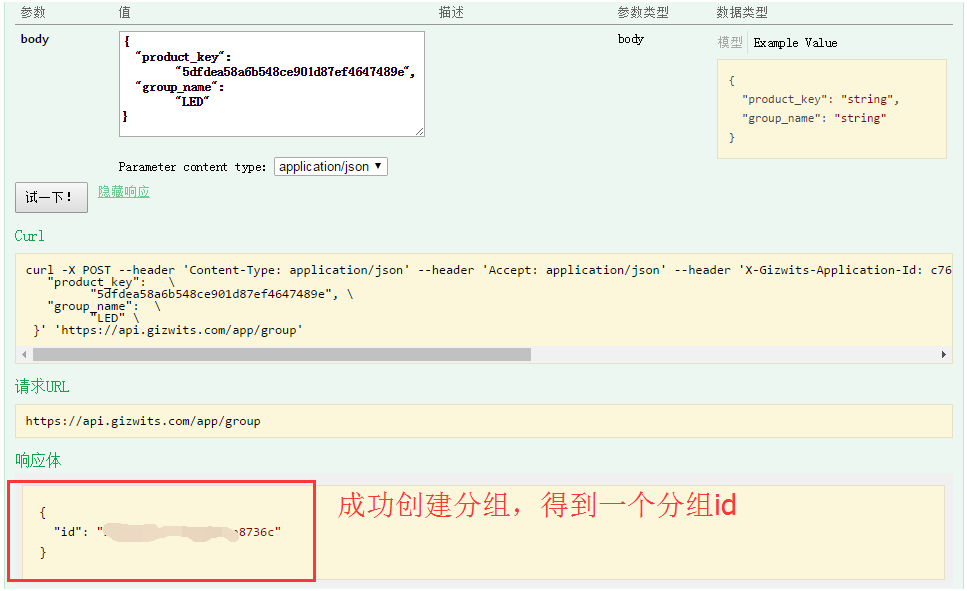 参数 值 描述 参数类型 数据类型
body
{
"product_key":
"5dfdea58a6b548ce901d87ef4647489e",
"group_name":
"LED"
}
body
模型 Example Value
{
"product_key": "string",
"group_name": "string"
}
Parameter content type: application/json
试一下! 隐藏响应
Curl
curl -X POST --header 'Content-Type: application/json' --header 'Accept: application/json' --header 'X-Gizwits-Application-Id: c76
"product_key": \
"5dfdea58a6b548ce901d87ef4647489e", \
"group_name": \
"LED" \
}' 'https://api.gizwits.com/app/group'
请求URL
https://api.gizwits.com/app/group
响应体
{
"id": " 8736c"
}
成功创建分组，得到一个分组id